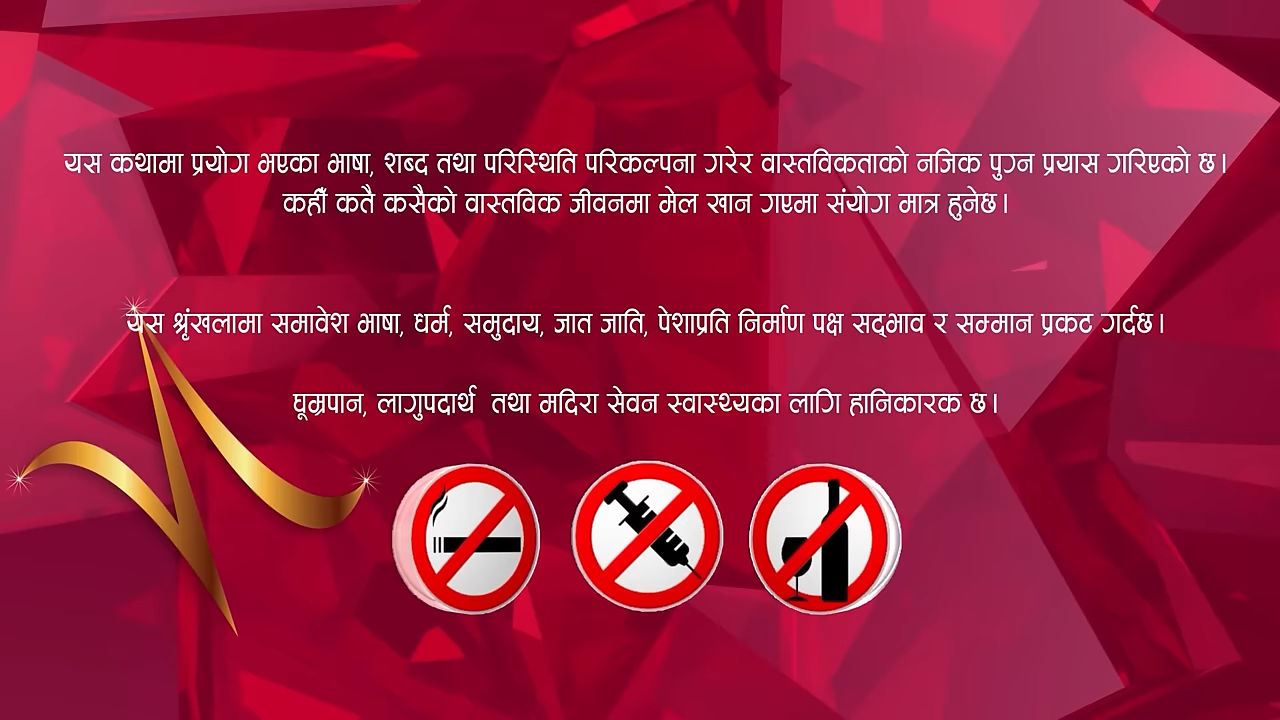 यस कथामा प्रयोग भएका भाषा, शब्द तथा परिस्थिति परिकल्पना गरेर वास्तविकताको नजिक पुग्न प्रयास गरिएको छ।
कहीँ कतै कसैको वास्तविक जीवनमा मेल खान गएमा संयोग मात्र हुनेछ।
यस श्रृंखलामा समावेश भाषा, धर्म, समुदाय, जात जाति, पेशाप्रति निर्माण पक्ष सद्भाव र सम्मान प्रकट गर्दछ।
घूम्रपान, लागुपदार्थ तथा मदिरा सेवन स्वास्थ्यका लागि हानिकारक छ।